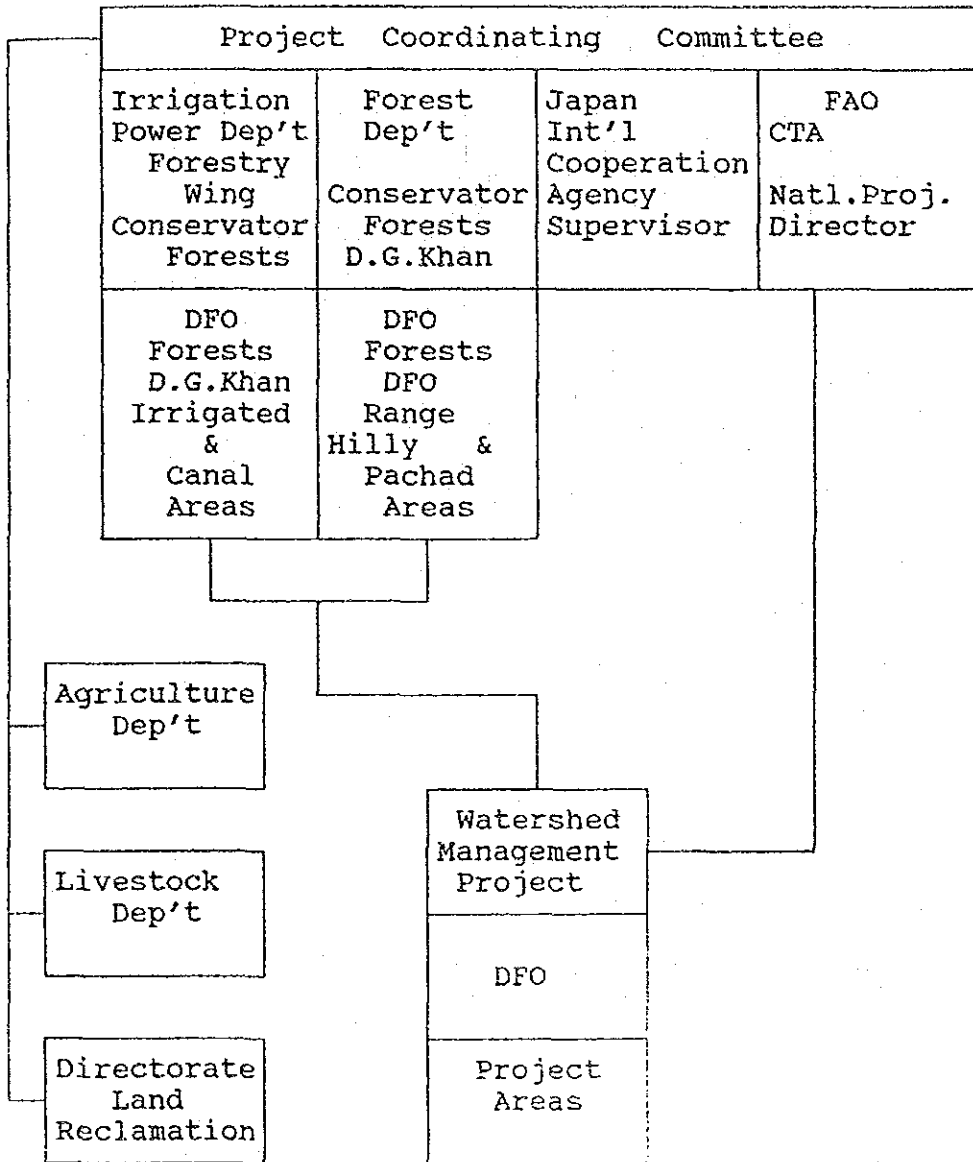 Project Coordinating Committee
Irrigation
Power Dep't
Forestry
Wing
Conservator
Forests
Forest
Dep't
Conservator
Forests
D.G.Khan
Japan
Int'l
Cooperation
Agency
Supervisor
FAO
CTA
Natl.Proj.
Director
DFO
Forests
D.G.Khan
Irrigated
&
Canal
Areas
DFO
Forests
DFO
Range
Hilly &
Pachad
Areas
Agriculture
Dep't
Livestock
Dep't
Directorate
Land
Reclamation
Watershed
Management
Project
DFO
Project
Areas